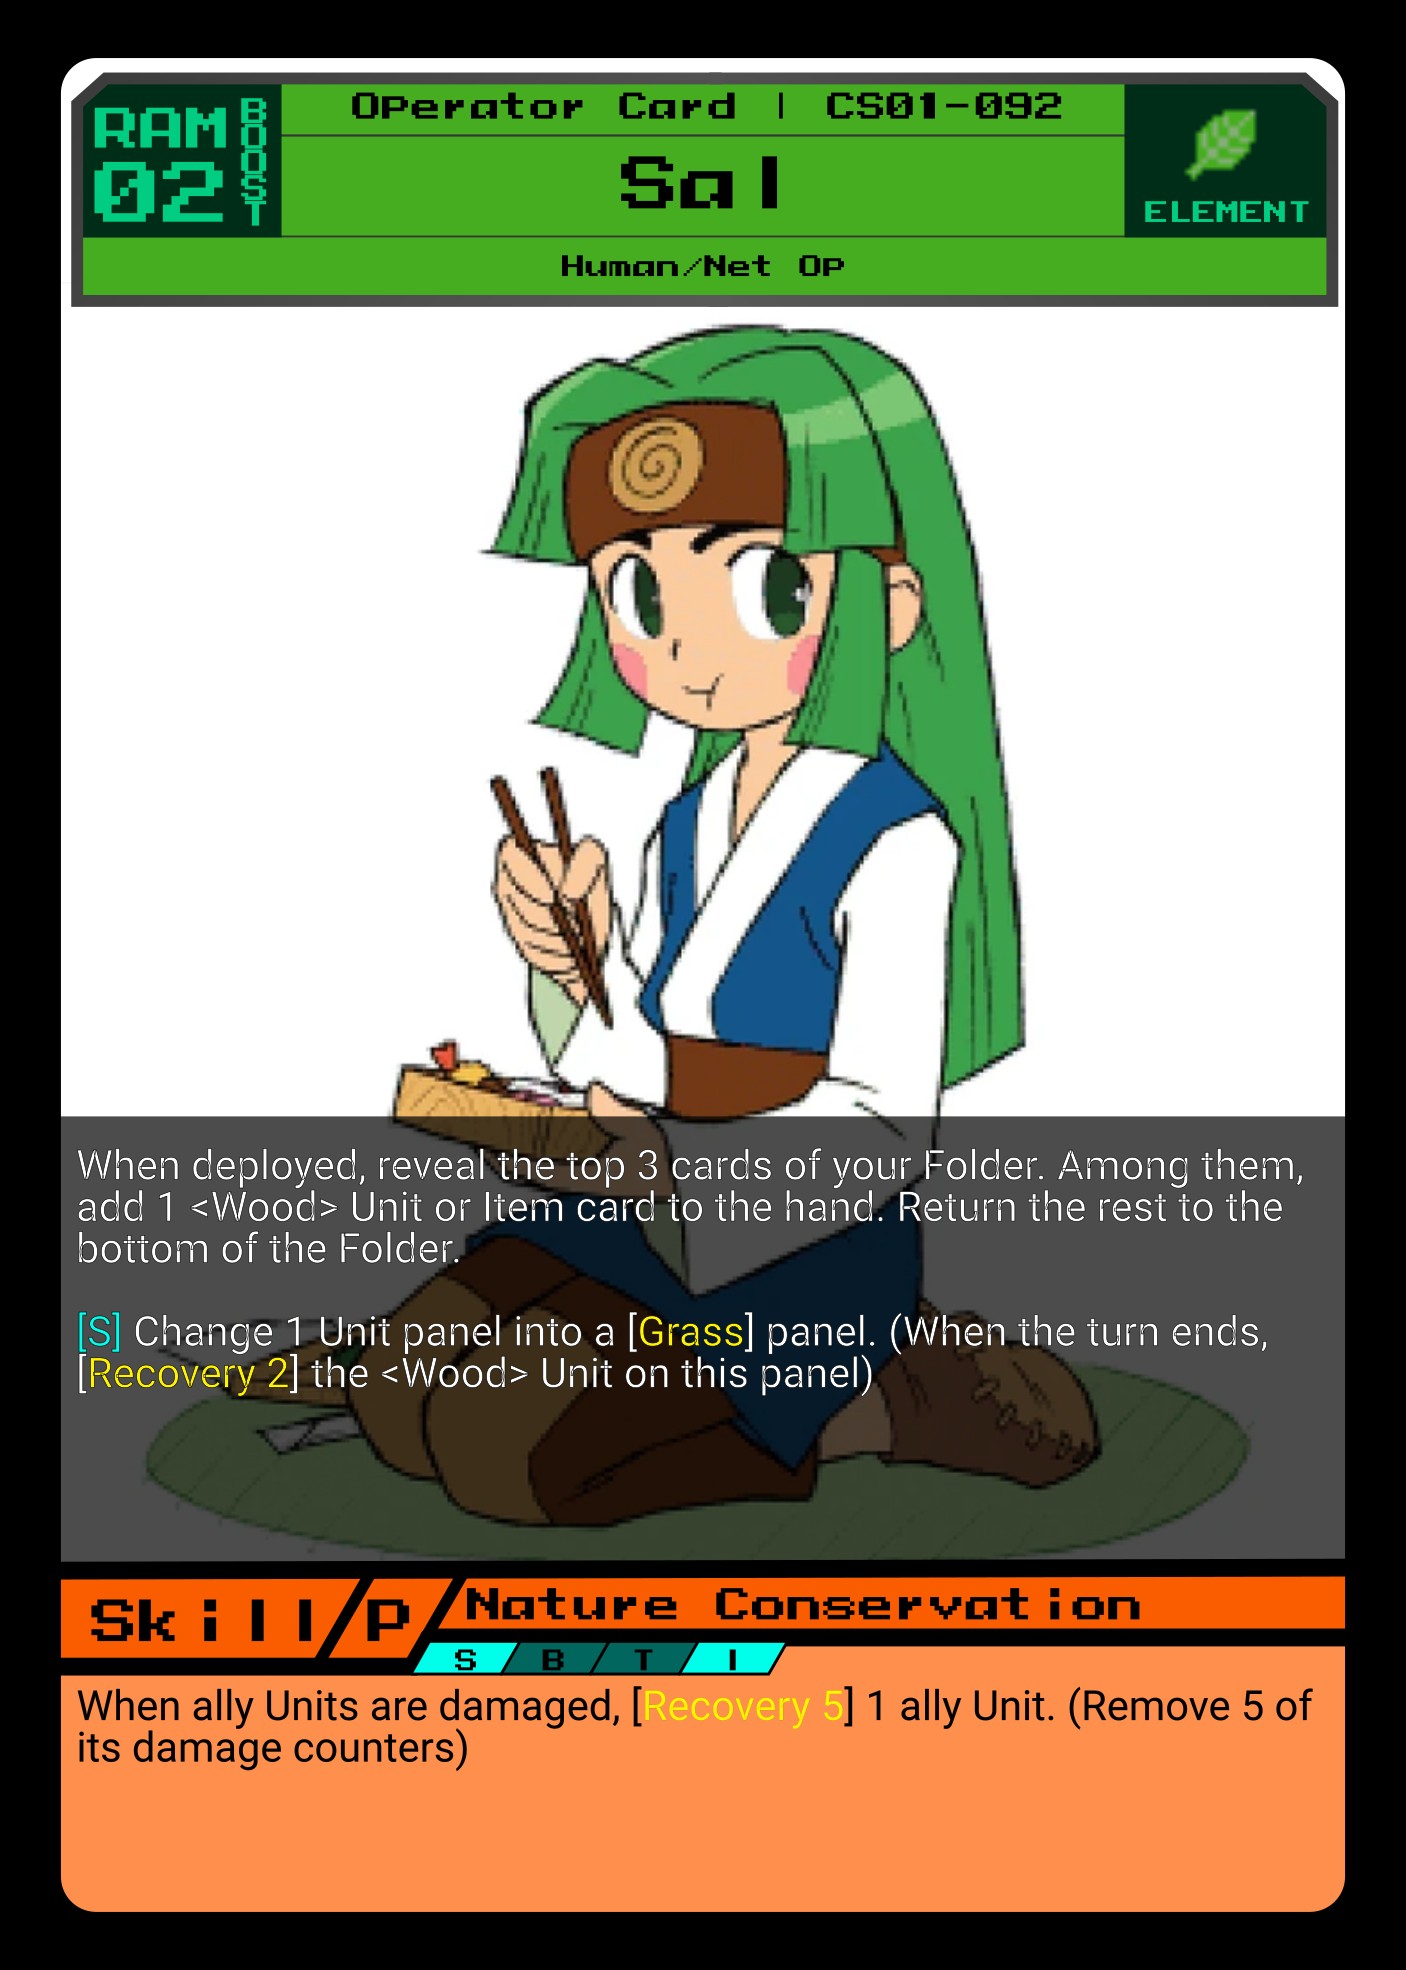 RAM
02
BOOST
Operator Card | CS01-092
Sal
ELEMENT
Human/Net Op
When deployed, reveal the top 3 cards of your Folder. Among them,
add 1 <Wood> Unit or Item card to the hand. Return the rest to the
bottom of the Folder.
[S] Change 1 Unit panel into a [Grass] panel. (When the turn ends,
[Recovery 2] the <Wood> Unit on this panel)
Skill/P/Nature Conservation
S B T I
When ally Units are damaged, [Recovery 5] 1 ally Unit. (Remove 5 of
its damage counters)